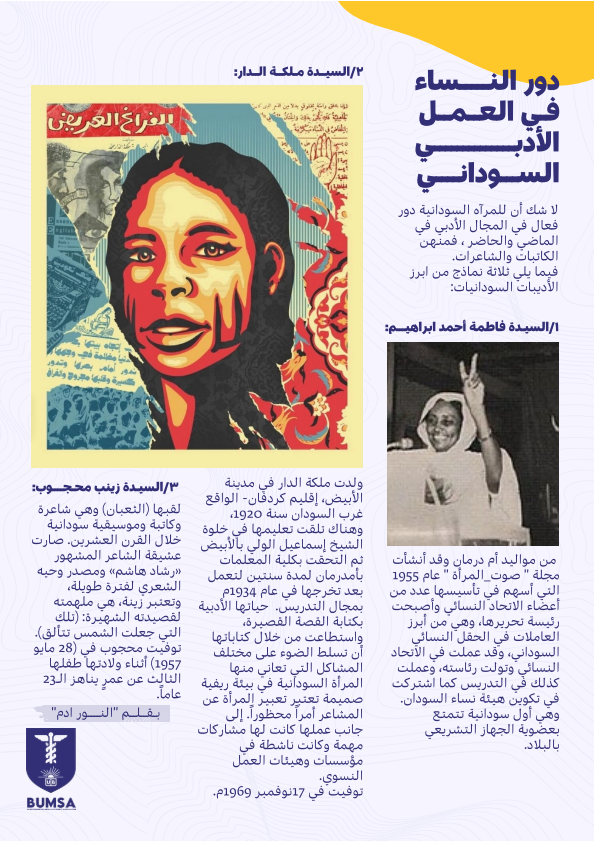 دور النساء
في العمل
الأدبي
السوداني
لا شك أن للمرآه السودانية دور
فعال في المجال الأدبي في
الماضي والحاضر ، فمنهن
الكاتبات والشاعرات.
فيما يلي ثلاثة نماذج من ابرز
الأديبات السودانيات:
١/السيدة فاطمة أحمد ابراهيم:
من مواليد أم درمان وقد أنشأت
مجلة " صوت_المرأة " عام 1955
التي أسهم في تأسيسها عدد من
أعضاء الاتحاد النسائي وأصبحت
رئيسة تحريرها، وهي من أبرز
العاملات في الحقل النسائي
السوداني، وقد عملت في الاتحاد
النسائي وتولت رئاسته، وعملت
كذلك في التدريس كما اشتركت
في تكوين هيئة نساء السودان.
وهي أول سودانية تتمتع
بعضوية الجهاز التشريعي
بالبلاد.
٢/السيدة ملكة الدار:
الفراغ العريض
ولدت ملكة الدار في مدينة
الأبيض، إقليم كردفان- الواقع
غرب السودان سنة 1920،
وهناك تلقت تعليمها في خلوة
الشيخ إسماعيل الولي بالأبيض
ثم التحقت بكلية المعلمات
بأمدرمان لمدة سنتين لتعمل
بعد تخرجها في عام 1934م
بمجال التدريس. حياتها الأدبية
بكتابة القصة القصيرة،
واستطاعت من خلال كتاباتها
أن تسلط الضوء على مختلف
المشاكل التي تعاني منها
المرأة السودانية في بيئة ريفية
صميمة تعتبر تعبير المرأة عن
المشاعر أمراً محظوراً. إلى
جانب عملها كانت لها مشاركات
مهمة وكانت ناشطة في
مؤسسات وهيئات العمل
النسوي.
توفيت في 17نوفمبر 1969م.
٣/السيدة زينب محجوب:
لقبها (الثعبان) وهي شاعرة
وكاتبة وموسيقية سودانية
خلال القرن العشرين. صارت
عشيقة الشاعر المشهور
«رشاد هاشم» ومصدر وحيه
الشعري لفترة طويلة،
وتعتبر زينة، هي ملهمته
لقصيدته الشهيرة: (تلك
التي جعلت الشمس تتألق).
توفيت محجوب في (28 مايو
1957) أثناء ولادتها طفلها
الثالث عن عمرٍ يناهز الـ23
عاماً.
بقلم "النور ادم"
BUMSA